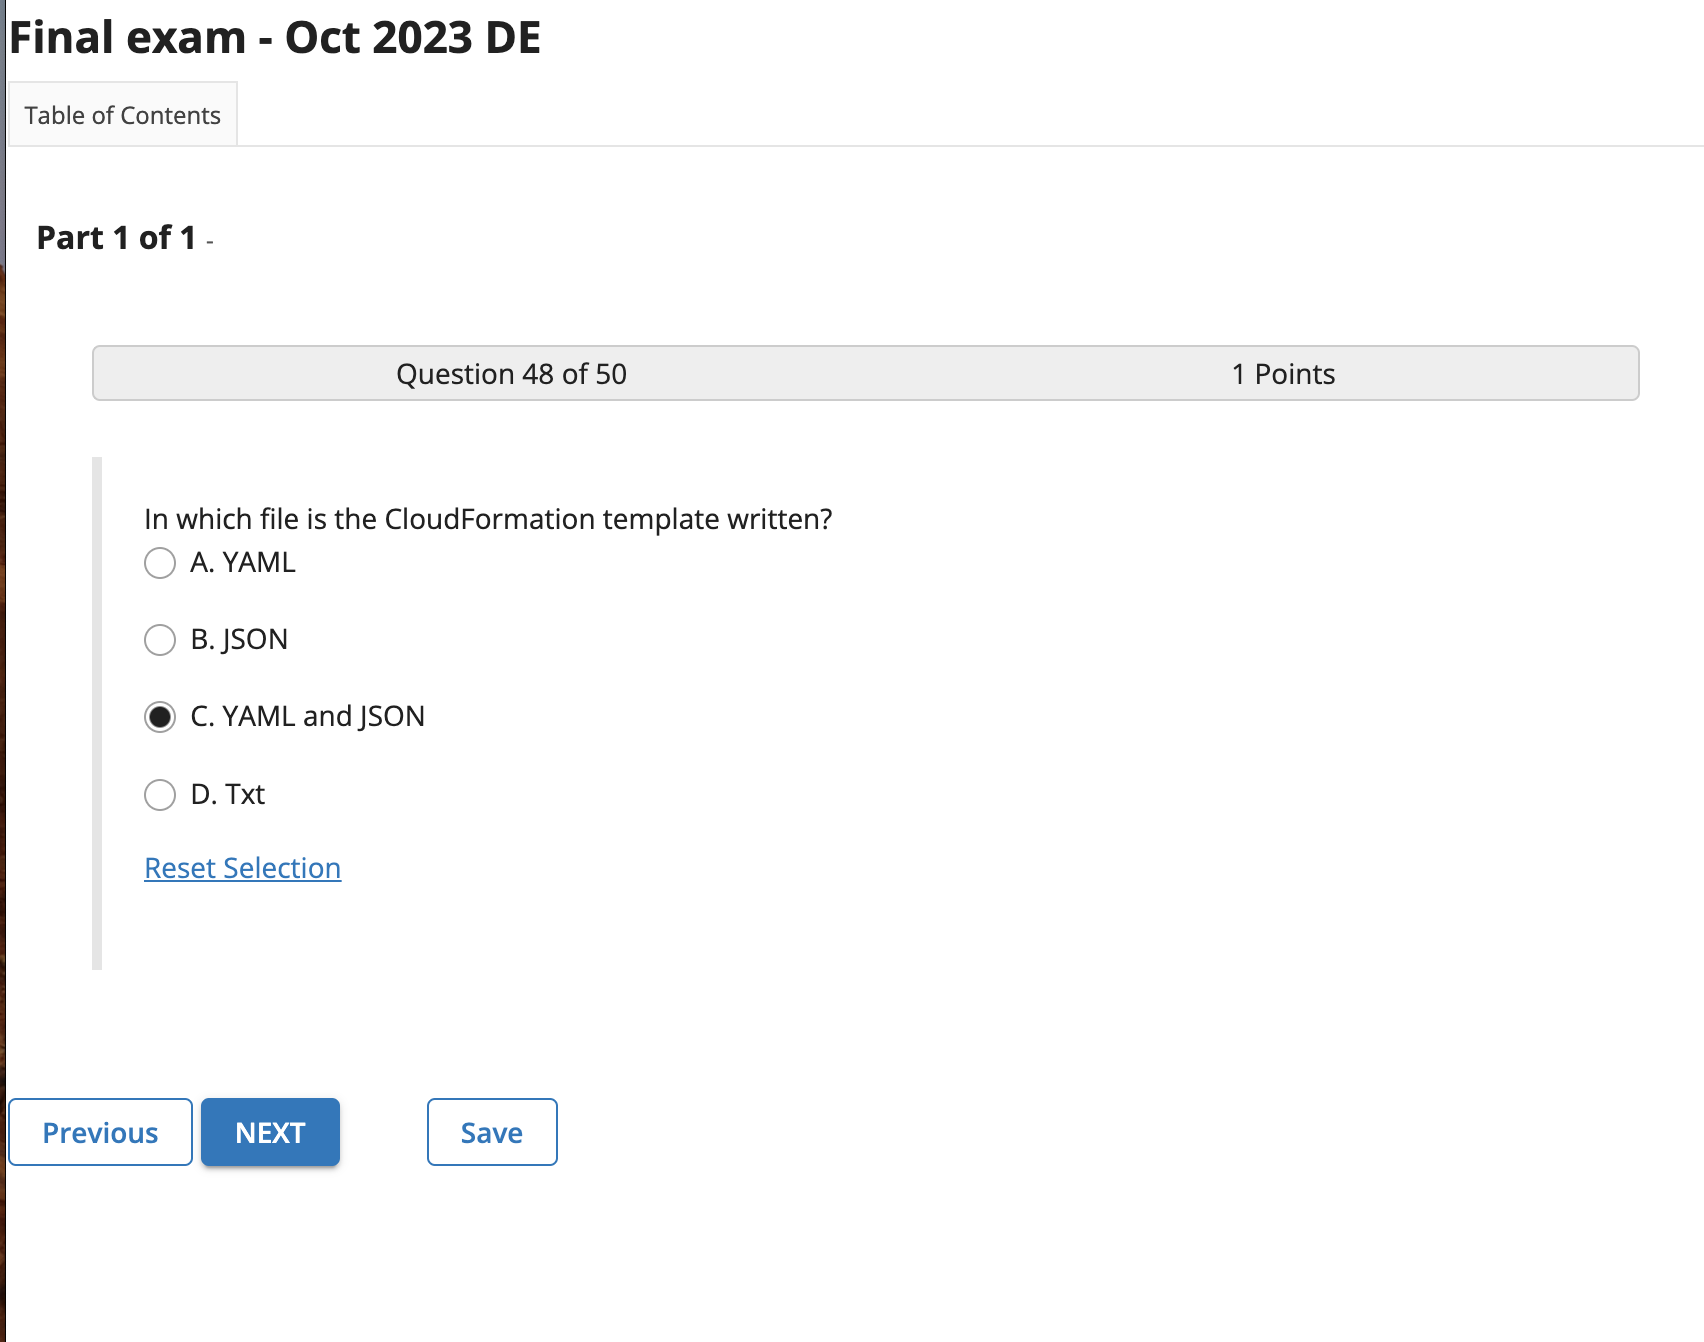 Final exam - Oct 2023 DE
Table of Contents
Part 1 of 1 -
Question 48 of 50 1 Points
In which file is the CloudFormation template written?
A. YAML
B. JSON
C. YAML and JSON
D. Txt
Reset Selection
Previous NEXT Save